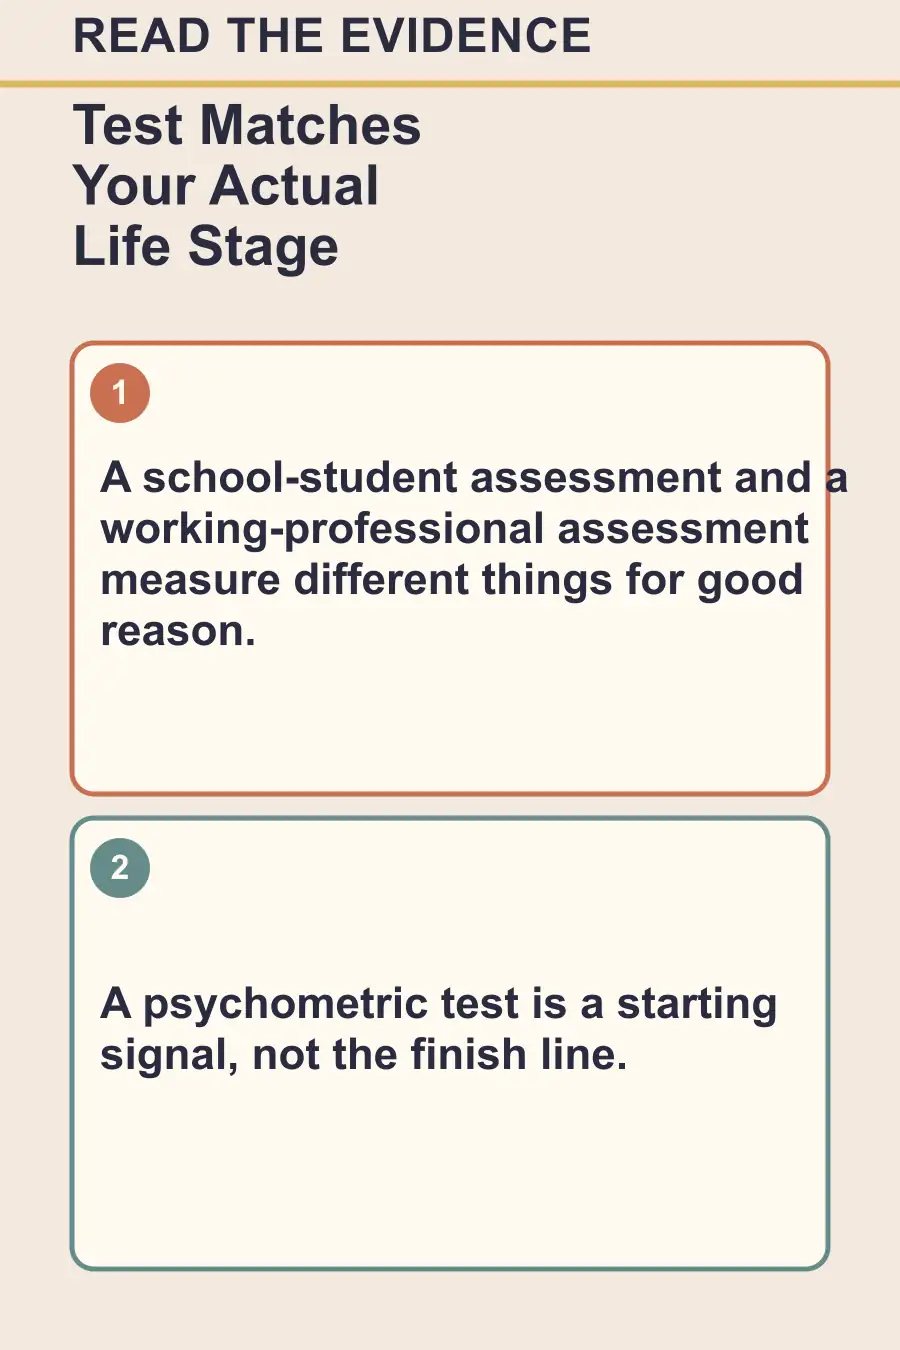 READ THE EVIDENCE
Test Matches
Your Actual
Life Stage
1
A school-student assessment and a
working-professional assessment
measure different things for good
reason.
2
A psychometric test is a starting
signal, not the finish line.